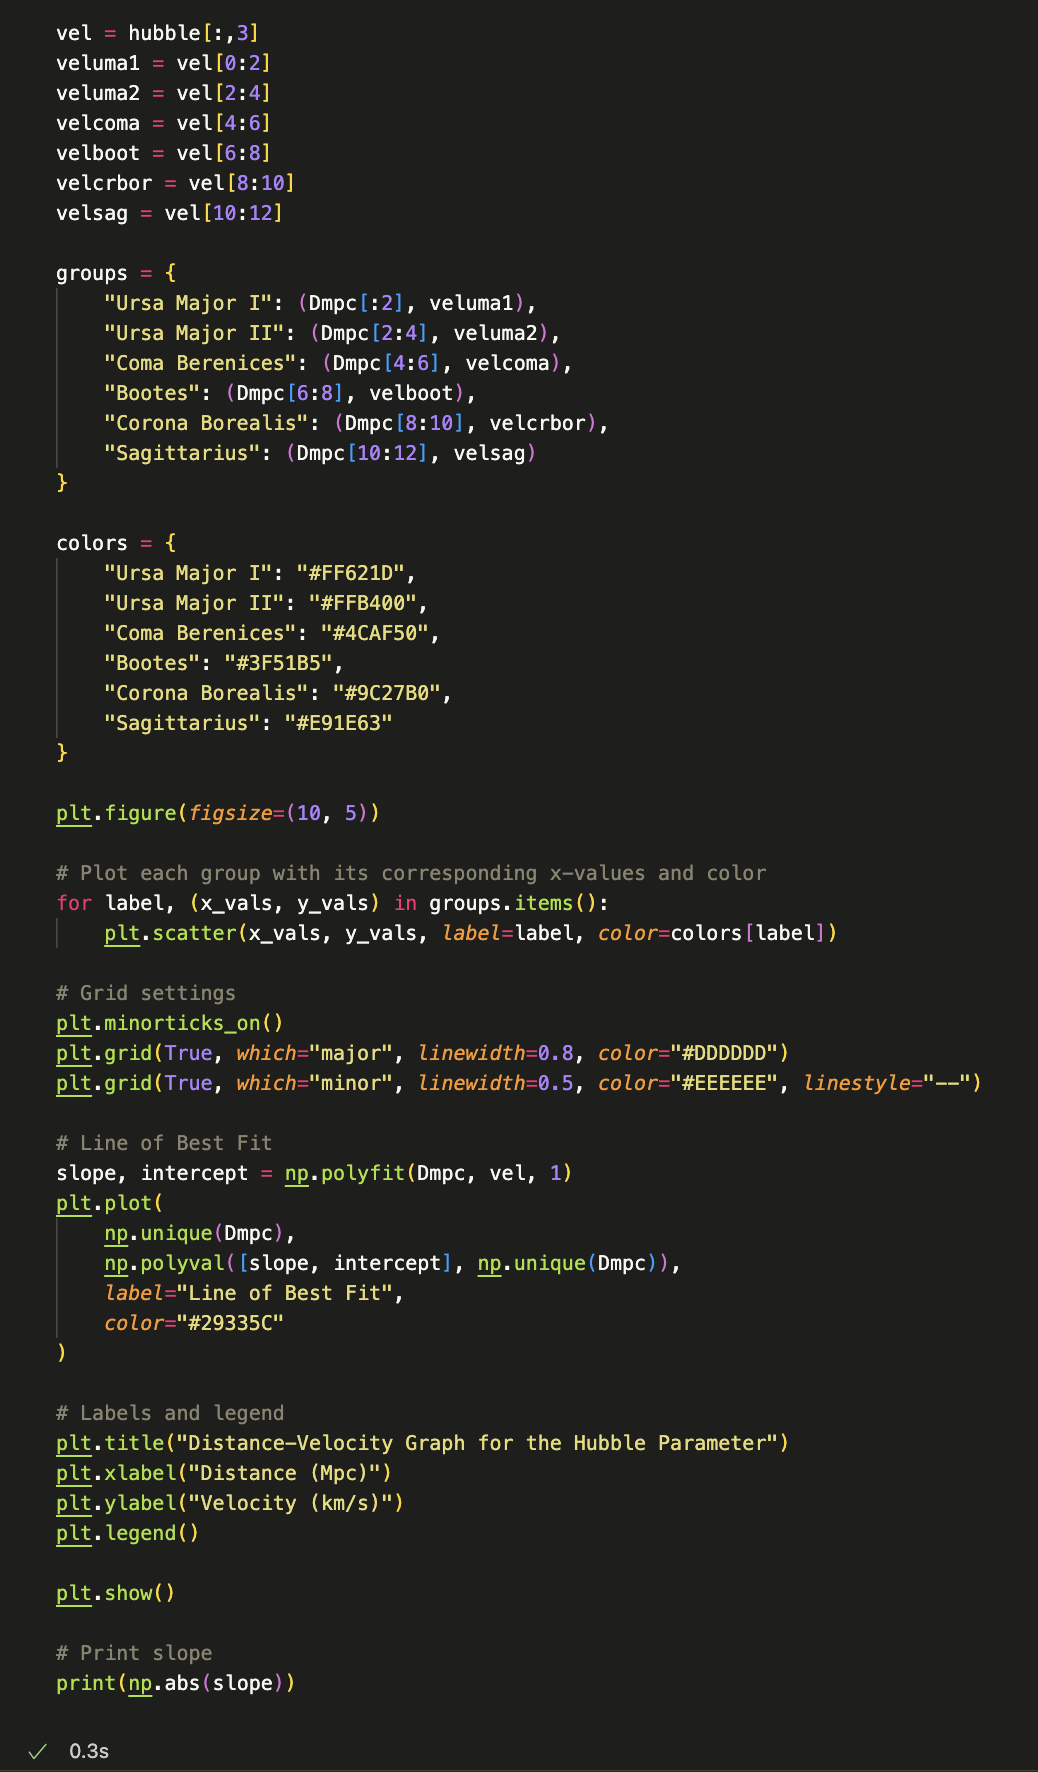 vel = hubble[:,3]
veluma1 = vel[0:2]
veluma2 = vel[2:4]
velcoma = vel[4:6]
velboot = vel[6:8]
velcrbor = vel[8:10]
velsag = vel[10:12]

groups = {
    "Ursa Major I": (Dmpc[:2], veluma1),
    "Ursa Major II": (Dmpc[2:4], veluma2),
    "Coma Berenices": (Dmpc[4:6], velcoma),
    "Bootes": (Dmpc[6:8], velboot),
    "Corona Borealis": (Dmpc[8:10], velcrbor),
    "Sagittarius": (Dmpc[10:12], velsag)
}

colors = {
    "Ursa Major I": "#FF621D",
    "Ursa Major II": "#FFB400",
    "Coma Berenices": "#4CAF50",
    "Bootes": "#3F51B5",
    "Corona Borealis": "#9C27B0",
    "Sagittarius": "#E91E63"
}

plt.figure(figsize=(10, 5))

# Plot each group with its corresponding x-values and color
for label, (x_vals, y_vals) in groups.items():
    plt.scatter(x_vals, y_vals, label=label, color=colors[label])

# Grid settings
plt.minorticks_on()
plt.grid(True, which="major", linewidth=0.8, color="#DDDDDD")
plt.grid(True, which="minor", linewidth=0.5, color="#EEEEEE", linestyle="--")

# Line of Best Fit
slope, intercept = np.polyfit(Dmpc, vel, 1)
plt.plot(
    np.unique(Dmpc),
    np.polyval([slope, intercept], np.unique(Dmpc)),
    label="Line of Best Fit",
    color="#29335C"
)

# Labels and legend
plt.title("Distance-Velocity Graph for the Hubble Parameter")
plt.xlabel("Distance (Mpc)")
plt.ylabel("Velocity (km/s)")
plt.legend()

plt.show()

# Print slope
print(np.abs(slope))

✓ 0.3s